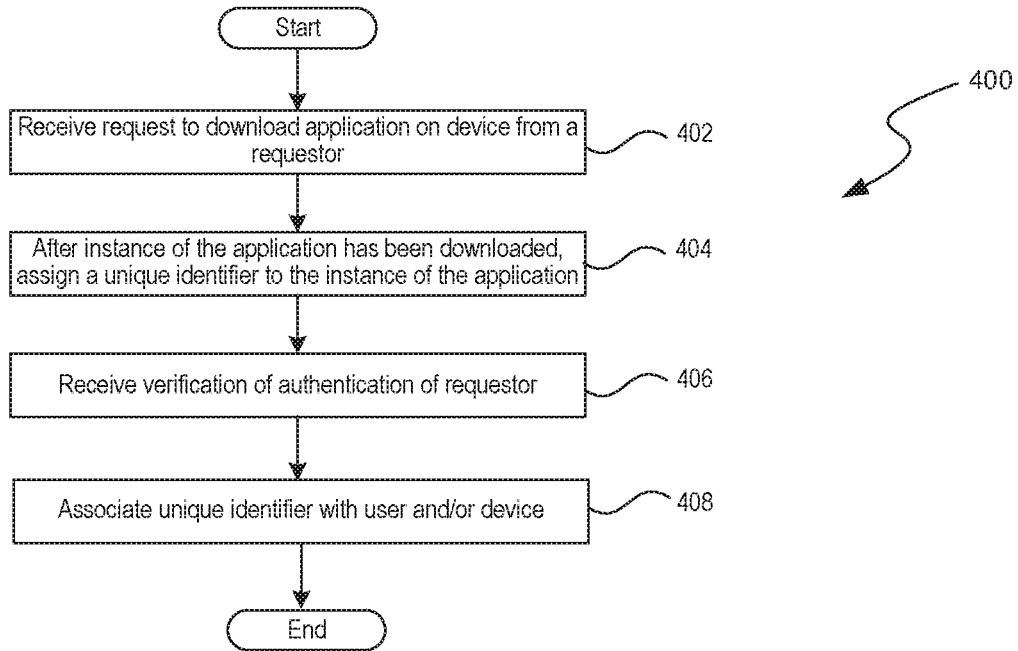 Start
400
Receive request to download application on device from a
requestor
402
After instance of the application has been downloaded,
assign a unique identifier to the instance of the application
404
Receive verification of authentication of requestor
406
Associate unique identifier with user and/or device
408
End